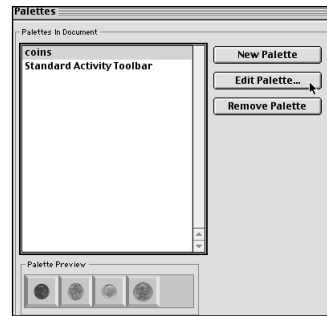 Palettes
Palettes In Document
coins
Standard Activity Toolbar
New Palette
Edit Palette...
Remove Palette
Palette Preview